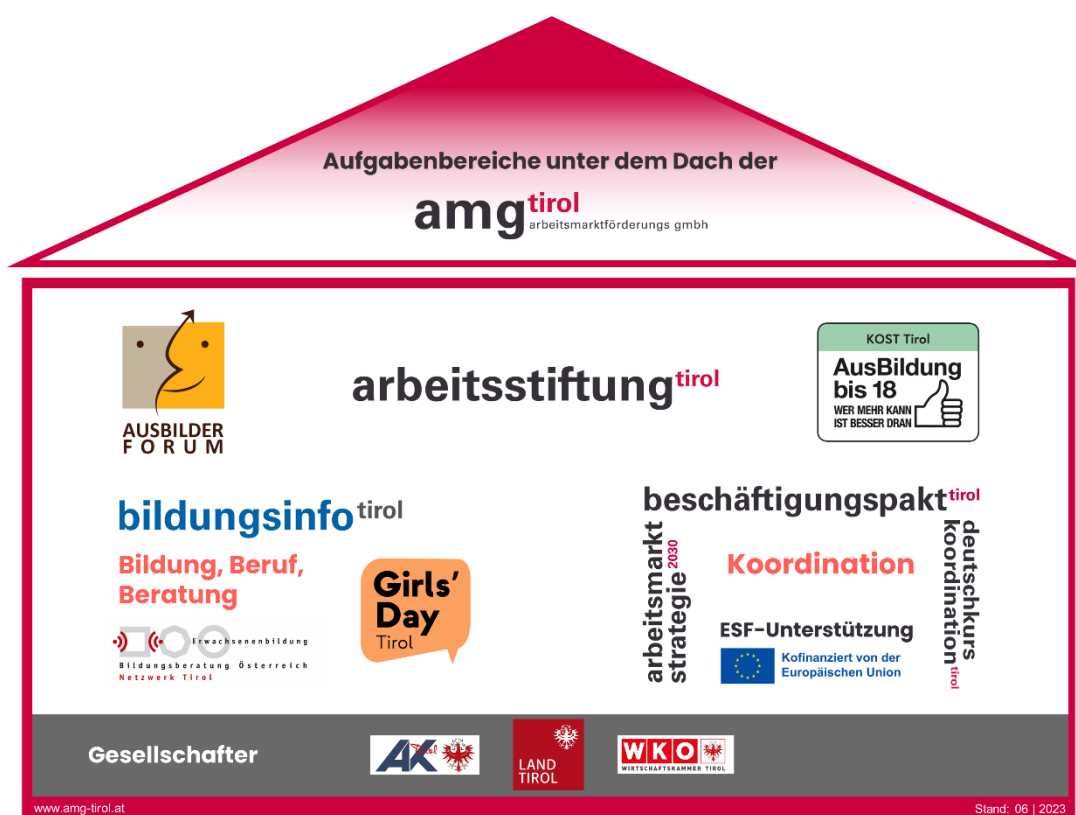 Aufgabenbereiche unter dem Dach der
amg tirol
arbeitsmarktförderungs gmbh
AUSBILDER
FORUM
arbeitsstiftung tirol
KOST Tirol
AusBildung
bis 18
WER MEHR KANN
IST BESSER DRAN
bildungsinfo tirol
Bildung, Beruf,
Beratung
Erwachsenenbildung
Bildungsberatung Österreich
Netzwerk Tirol
Girls'
Day
Tirol
beschäftigungspakt tirol
arbeitsmarkt
strategie 2030
Koordination
ESF-Unterstützung
Kofinanziert von der
Europäischen Union
deutschkurs
koordination tirol
Gesellschafter
AK Tirol
LAND
TIROL
WKO
WIRTSCHAFTSKAMMER TIROL
www.amg-tirol.at
Stand: 06 | 2023